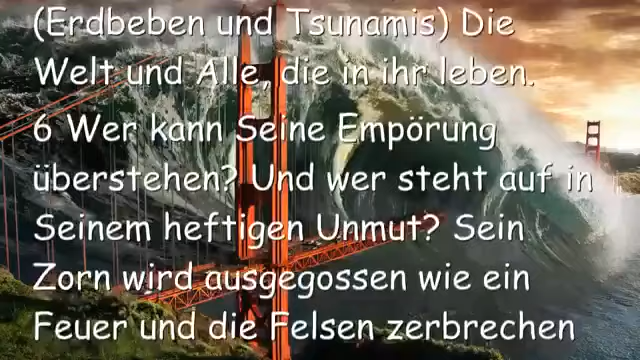 (Erdbeben und Tsunamis) Die
Welt und Alle, die in ihr leben.
6 Wer kann Seine Empörung
überstehen? Und wer steht auf in
Seinem heftigen Unmut? Sein
Zorn wird ausgegossen wie ein
Feuer und die Felsen zerbrechen